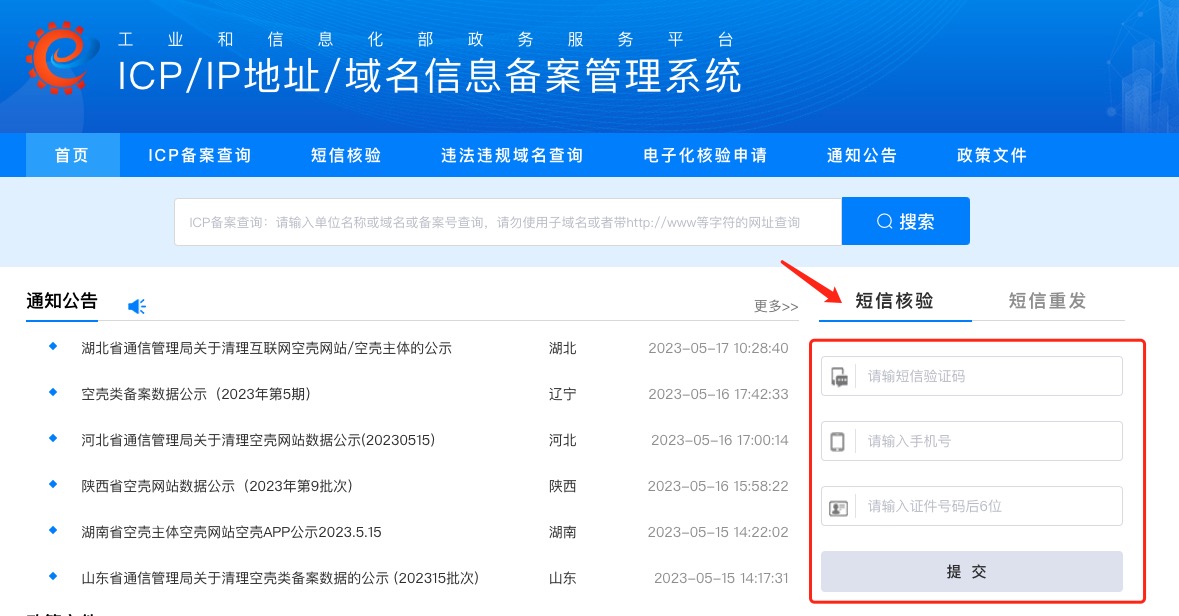 工业和信息化部政务服务平台
ICP/IP地址/域名信息备案管理系统
首页 ICP备案查询 短信核验 违法违规域名查询 电子化核验申请 通知公告 政策文件
ICP备案查询：请输入单位名称或域名或备案号查询，请勿使用子域名或者带http://www等字符的网址查询 搜索
通知公告 更多>>
湖北省通信管理局关于清理互联网空壳网站/空壳主体的公示 湖北 2023-05-17 10:28:40
空壳类备案数据公示（2023年第5期） 辽宁 2023-05-16 17:42:33
河北省通信管理局关于清理空壳网站数据公示(20230515) 河北 2023-05-16 17:00:14
陕西省空壳网站数据公示（2023年第9批次） 陕西 2023-05-16 15:58:22
湖南省空壳主体空壳网站空壳APP公示2023.5.15 湖南 2023-05-15 14:22:02
山东省通信管理局关于清理空壳类备案数据的公示 (202315批次) 山东 2023-05-15 14:17:31
短信核验 短信重发
请输短信验证码
请输入手机号
请输入证件号码后6位
提 交